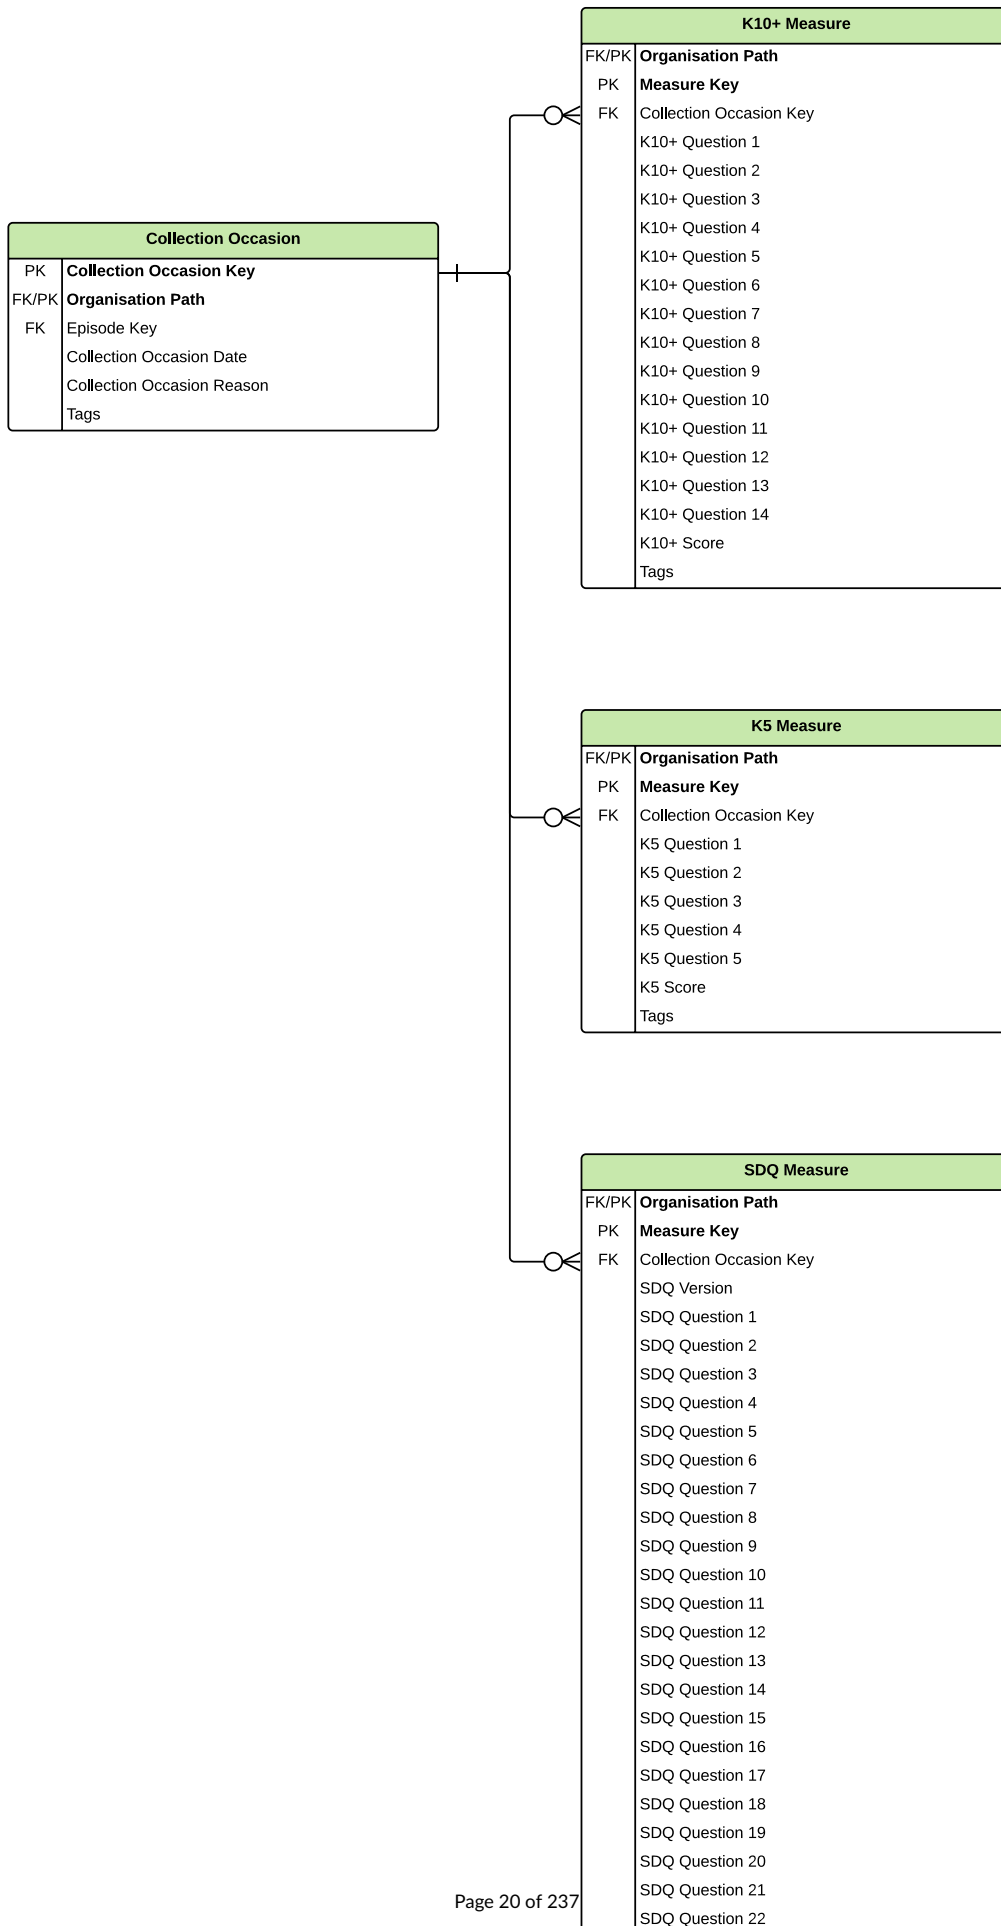 Collection Occasion
PK Collection Occasion Key
FK/PK Organisation Path
FK Episode Key
Collection Occasion Date
Collection Occasion Reason
Tags
K10+ Measure
FK/PK Organisation Path
PK Measure Key
FK Collection Occasion Key
K10+ Question 1
K10+ Question 2
K10+ Question 3
K10+ Question 4
K10+ Question 5
K10+ Question 6
K10+ Question 7
K10+ Question 8
K10+ Question 9
K10+ Question 10
K10+ Question 11
K10+ Question 12
K10+ Question 13
K10+ Question 14
K10+ Score
Tags
K5 Measure
FK/PK Organisation Path
PK Measure Key
FK Collection Occasion Key
K5 Question 1
K5 Question 2
K5 Question 3
K5 Question 4
K5 Question 5
K5 Score
Tags
SDQ Measure
FK/PK Organisation Path
PK Measure Key
FK Collection Occasion Key
SDQ Version
SDQ Question 1
SDQ Question 2
SDQ Question 3
SDQ Question 4
SDQ Question 5
SDQ Question 6
SDQ Question 7
SDQ Question 8
SDQ Question 9
SDQ Question 10
SDQ Question 11
SDQ Question 12
SDQ Question 13
SDQ Question 14
SDQ Question 15
SDQ Question 16
SDQ Question 17
SDQ Question 18
SDQ Question 19
SDQ Question 20
SDQ Question 21
SDQ Question 22
Page 20 of 237